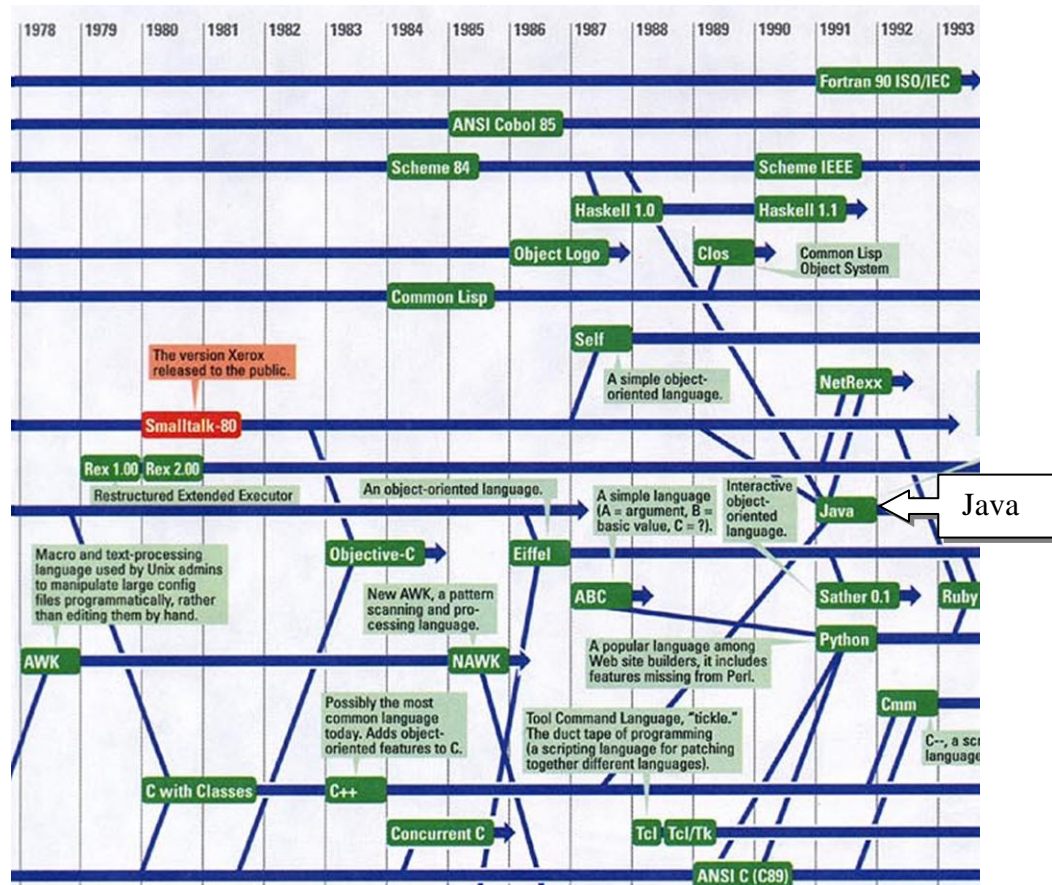 1978 1979 1980 1981 1982 1983 1984 1985 1986 1987 1988 1989 1990 1991 1992 1993
Fortran 90 ISO/IEC
ANSI Cobol 85
Scheme 84
Scheme IEEE
Haskell 1.0
Haskell 1.1
Object Logo
Clos
Common Lisp
Object System
Common Lisp
Self
The version Xerox
released to the public.
A simple object-
oriented language.
NetRexx
Smalltalk-80
Rex 1.00
Rex 2.00
Restructured Extended Executor
An object-oriented language.
A simple language
(A = argument, B =
basic value, C = ?).
Interactive
object-
oriented
language.
Java
Java
Macro and text-processing
language used by Unix admins
to manipulate large config
files programmatically, rather
than editing them by hand.
Objective-C
Eiffel
New AWK, a pattern
scanning and pro-
cessing language.
ABC
Sather 0.1
Ruby
Python
A popular language among
Web site builders, it includes
features missing from Perl.
AWK
NAWK
Possibly the most
common language
today. Adds object-
oriented features to C.
Tool Command Language, "tickle."
The duct tape of programming
(a scripting language for patching
together different languages).
Cmm
C--, a scr
language
C with Classes
C++
Concurrent C
Tcl
Tcl/Tk
ANSI C (C89)